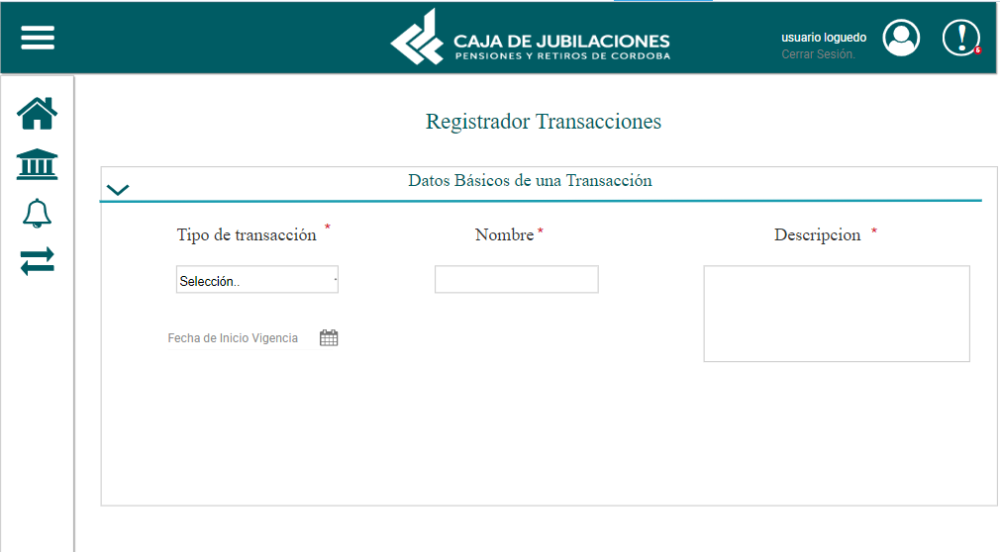 CAJA DE JUBILACIONES
PENSIONES Y RETIROS DE CORDOBA
usuario loguedo
Cerrar Sesión.
5
Registrador Transacciones
Datos Básicos de una Transacción
Tipo de transacción *
Nombre *
Descripcion *
Selección..
Fecha de Inicio Vigencia